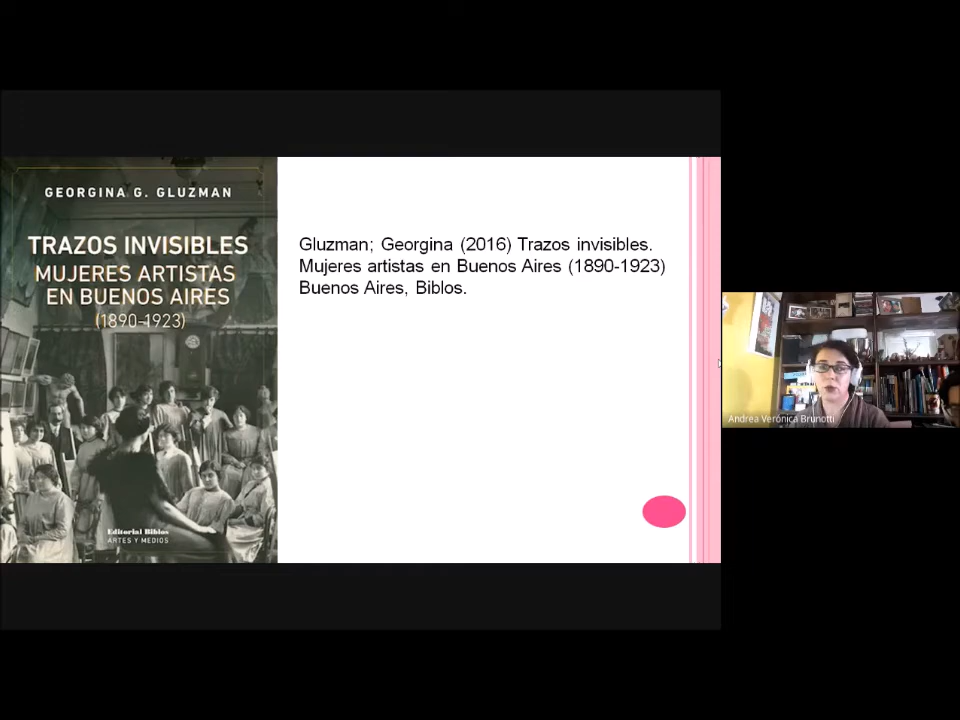 GEORGINA G. GLUZMAN
TRAZOS INVISIBLES
MUJERES ARTISTAS
EN BUENOS AIRES
(1890-1923)
Editorial Biblos
ARTES Y MEDIOS
Gluzman; Georgina (2016) Trazos invisibles.
Mujeres artistas en Buenos Aires (1890-1923)
Buenos Aires, Biblos.
Andrea Verónica Brunotti